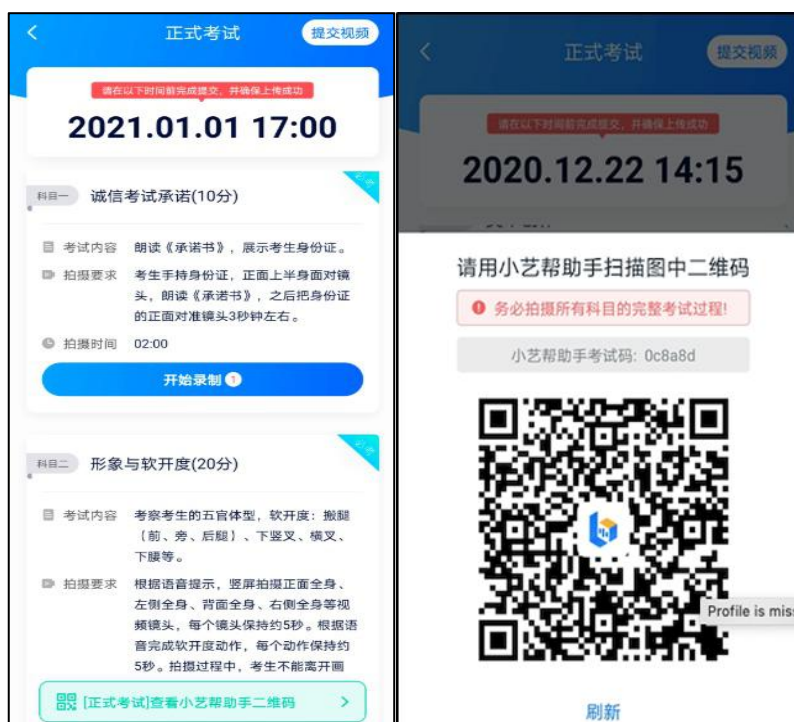 正式考试
提交视频
请在以下时间前完成提交，并确保上传成功
2021.01.01 17:00
科目一
诚信考试承诺(10分)
必考
考试内容 朗读《承诺书》，展示考生身份证。
拍摄要求 考生手持身份证，正面上半身面对镜
头，朗读《承诺书》，之后把身份证
的正面对准镜头3秒钟左右。
拍摄时间 02:00
开始录制 1
科目二
形象与软开度(20分)
必考
考试内容 考察考生的五官体型，软开度：搬腿
（前、旁、后腿）、下竖叉、横叉、
下腰等。
拍摄要求 根据语音提示，竖屏拍摄正面全身、
左侧全身、背面全身、右侧全身等视
频镜头，每个镜头保持约5秒。根据语
音完成软开度动作，每个动作保持约
5秒。拍摄过程中，考生不能离开画
[正式考试]查看小艺帮助手二维码
正式考试
提交视频
请在以下时间前完成提交，并确保上传成功
2020.12.22 14:15
请用小艺帮助手扫描图中二维码
务必拍摄所有科目的完整考试过程!
小艺帮助手考试码: 0c8a8d
Profile is miss
刷新